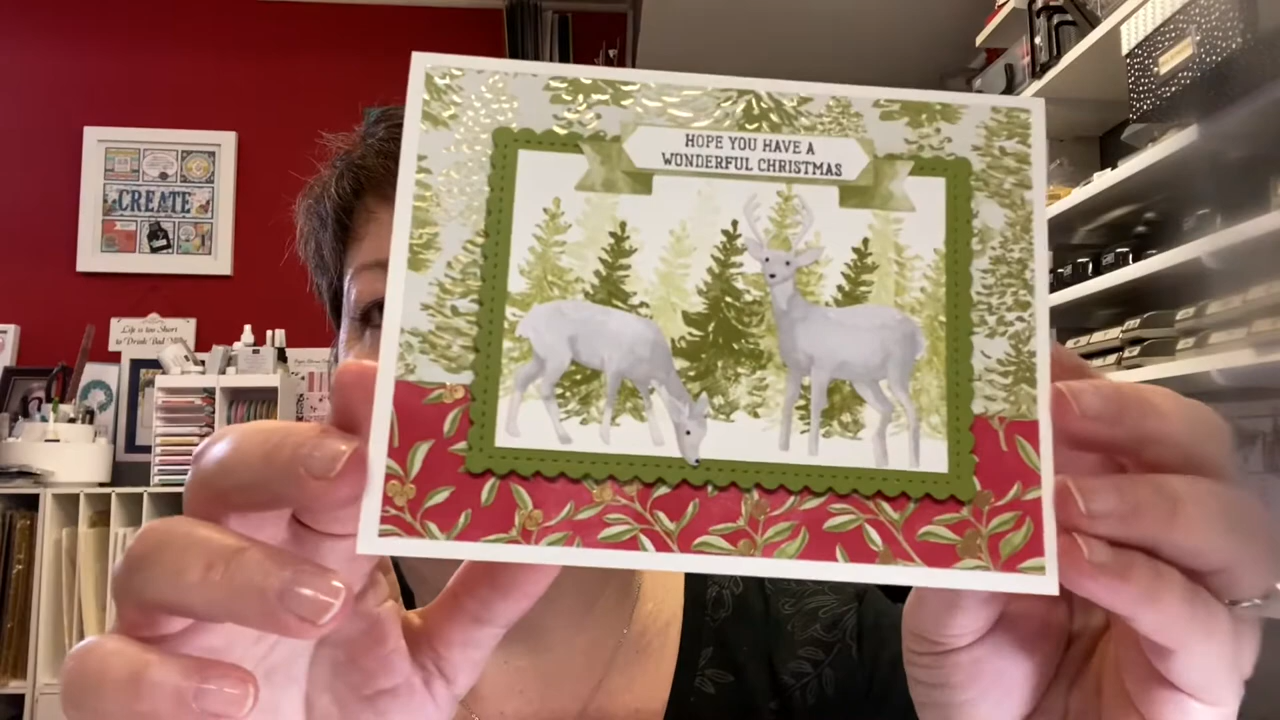 HOPE YOU HAVE A
WONDERFUL CHRISTMAS
CREATE
Life is too Short
to Drink Bad